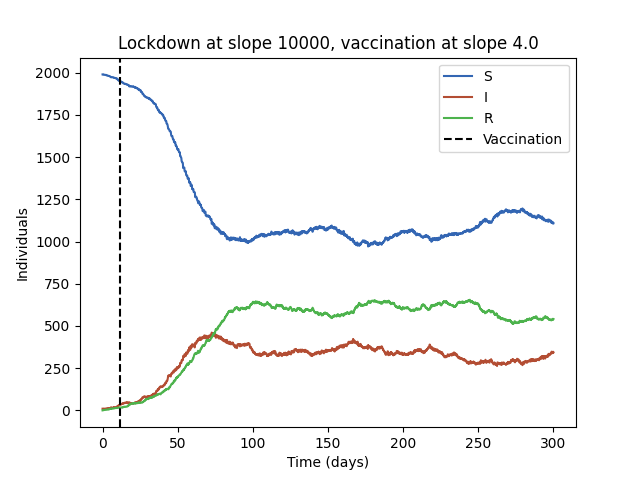 Lockdown at slope 10000, vaccination at slope 4.0
2000
1750
1500
1250
1000
750
500
250
0
Individuals
S
I
R
Vaccination
0 50 100 150 200 250 300
Time (days)